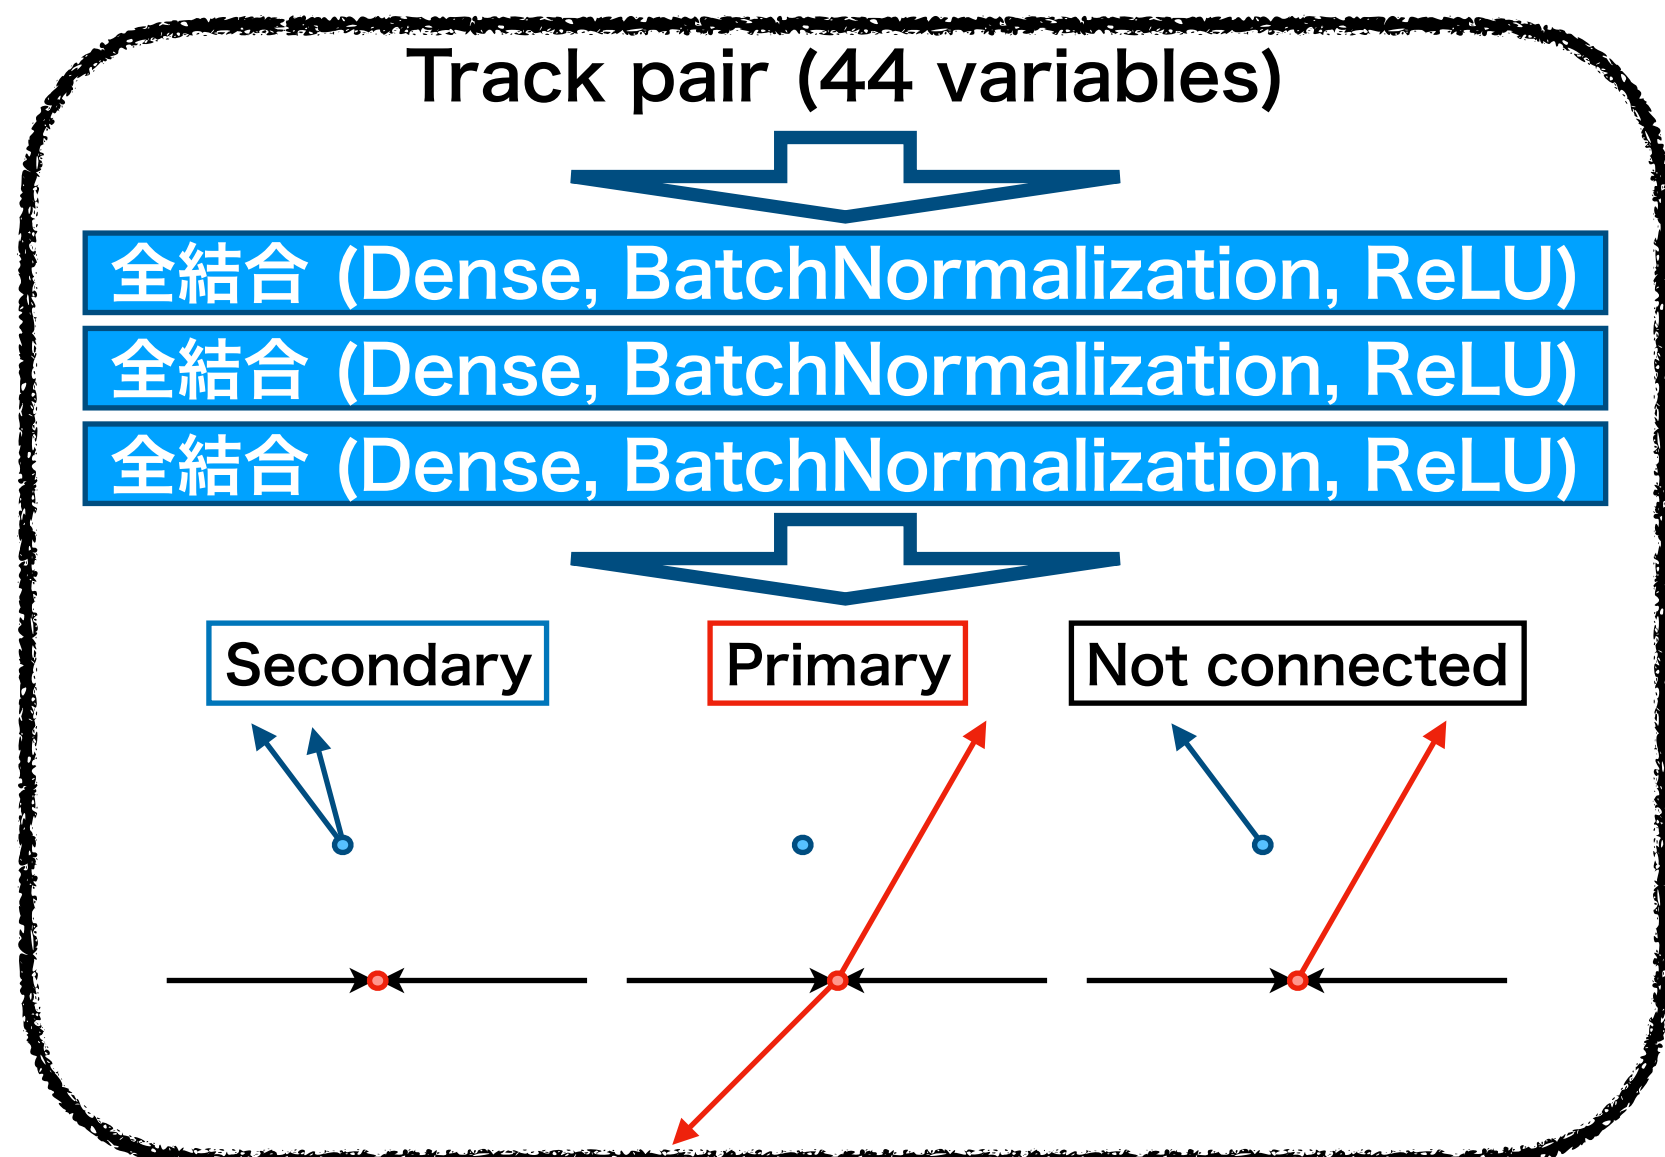 Track pair (44 variables)
全結合 (Dense, BatchNormalization, ReLU)
全結合 (Dense, BatchNormalization, ReLU)
全結合 (Dense, BatchNormalization, ReLU)
Secondary
Primary
Not connected